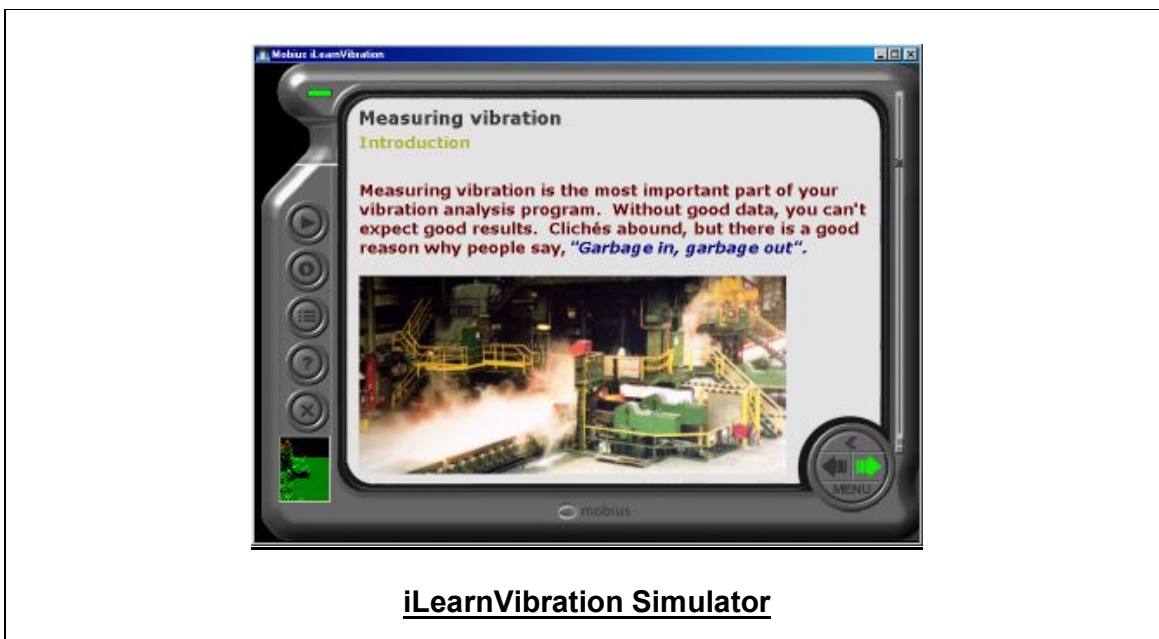 Mobius iLearnVibration
Measuring vibration
Introduction
Measuring vibration is the most important part of your
vibration analysis program.  Without good data, you can't
expect good results.  Clichés abound, but there is a good
reason why people say, "Garbage in, garbage out".
MENU
mobius
iLearnVibration Simulator